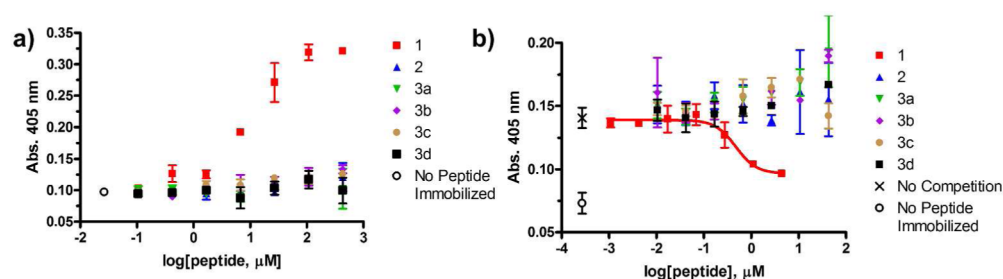 a)
Abs. 405 nm
0.35
0.30
0.25
0.20
0.15
0.10
0.05
-2
-1
0
1
2
3
log[peptide, μM]
1
2
3a
3b
3c
3d
No Peptide
Immobilized
b)
Abs. 405 nm
0.20
0.15
0.10
0.05
-4
-3
-2
-1
0
1
2
log[peptide], μM
1
2
3a
3b
3c
3d
No Competition
No Peptide
Immobilized